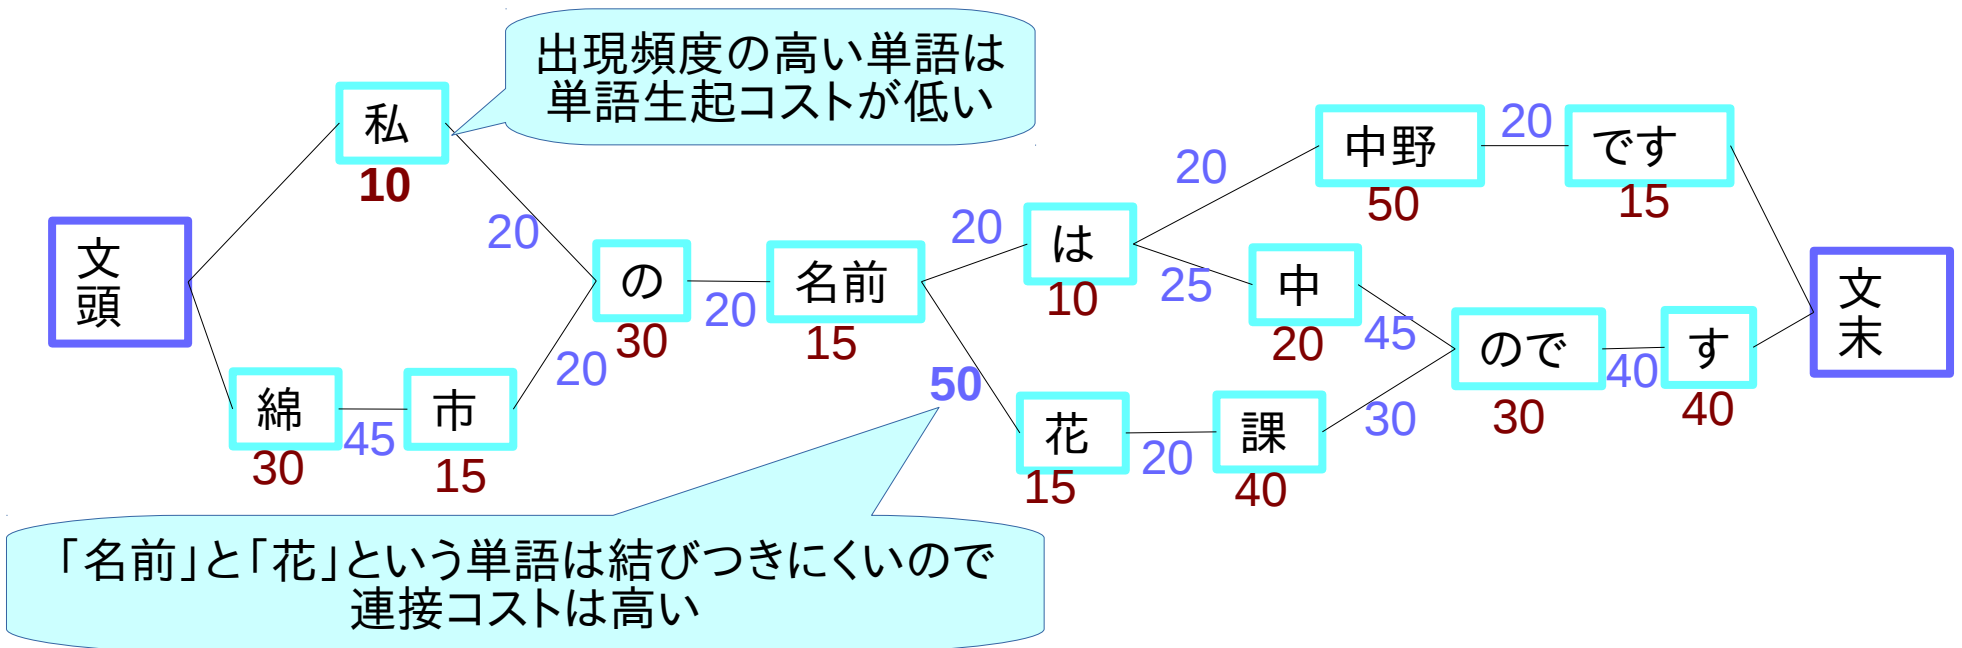 出現頻度の高い単語は
単語生起コストが低い
私
10
20
文
頭
綿
30
45
市
15
20
の
30
20
名前
15
20
は
10
50
花
15
20
課
40
20
中野
50
20
です
15
25
中
20
45
30
ので
30
40
す
40
文
末
「名前」と「花」という単語は結びつきにくいので
連接コストは高い